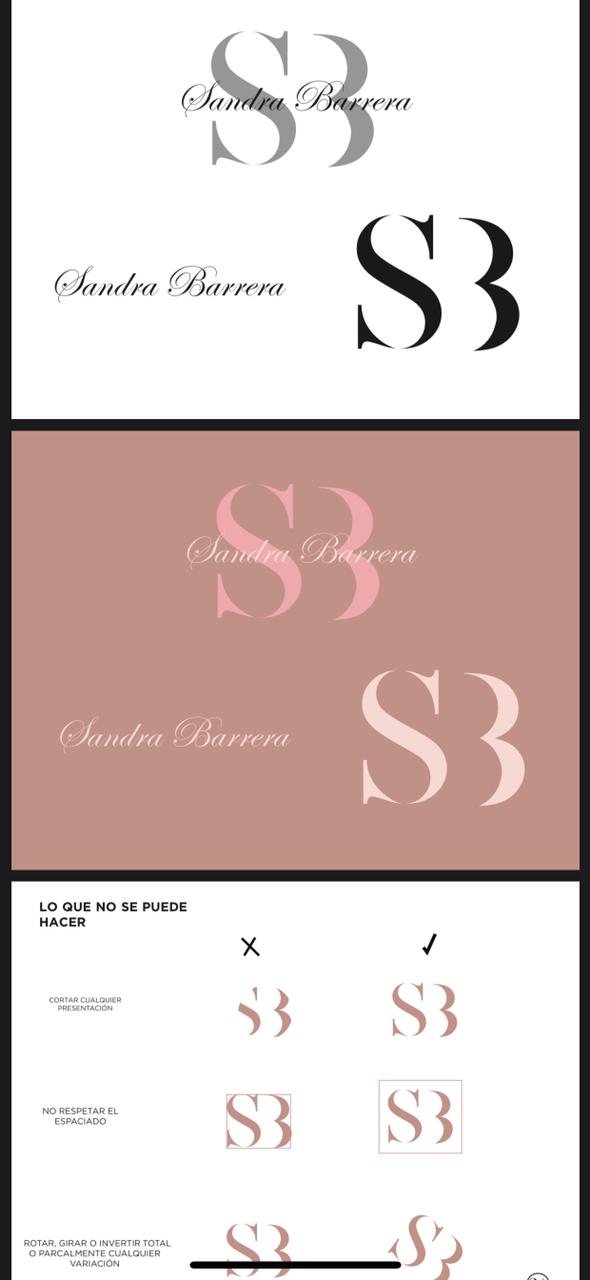 SB
Sandra Barrera
Sandra Barrera
SB
SB
Sandra Barrera
Sandra Barrera
SB
LO QUE NO SE PUEDE
HACER
X ✓
CORTAR CUALQUIER
PRESENTACIÓN
SB SB
NO RESPETAR EL
ESPACIADO
SB SB
ROTAR, GIRAR O INVERTIR TOTAL
O PARCALMENTE CUALQUIER
VARIACIÓN
SB SB